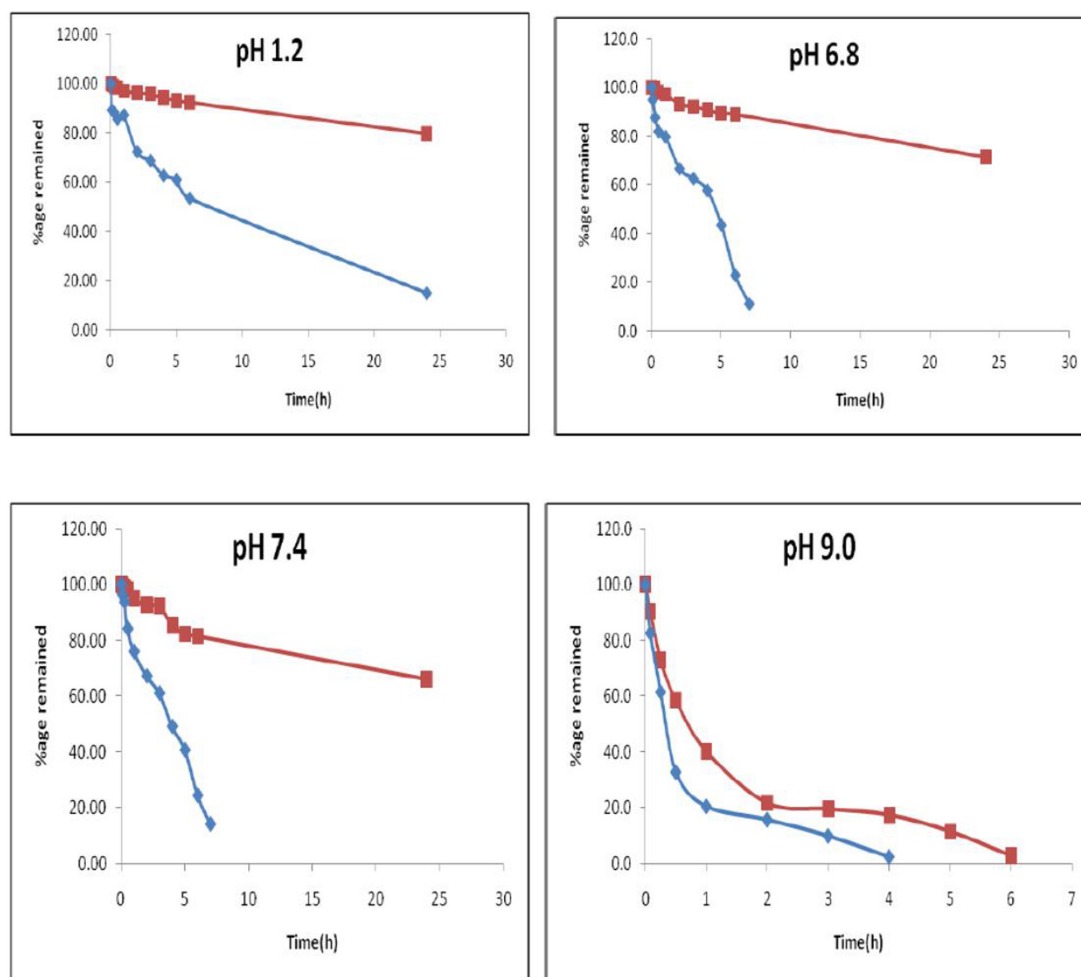 pH 1.2
%age remained
120.00
100.00
80.00
60.00
40.00
20.00
0.00
0 5 10 15 20 25 30
Time(h)
pH 6.8
%age remained
120.0
100.0
80.0
60.0
40.0
20.0
0.0
0 5 10 15 20 25 30
Time(h)
pH 7.4
%age remained
120.00
100.00
80.00
60.00
40.00
20.00
0.00
0 5 10 15 20 25 30
Time(h)
pH 9.0
%age remained
120.0
100.0
80.0
60.0
40.0
20.0
0.0
0 1 2 3 4 5 6 7
Time(h)